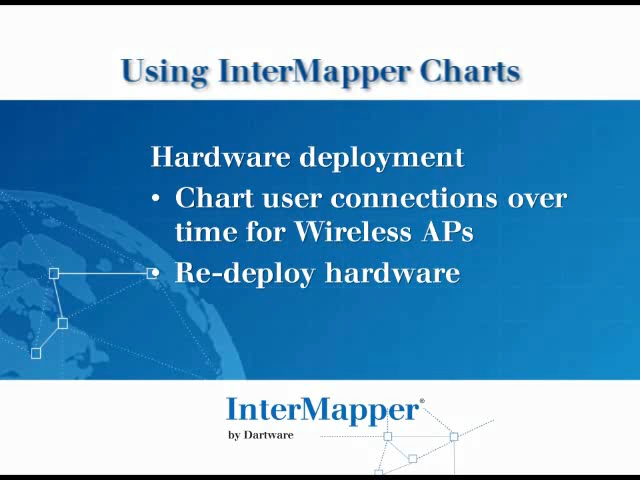 Using InterMapper Charts
Hardware deployment
• Chart user connections over
time for Wireless APs
• Re-deploy hardware
InterMapper®
by Dartware